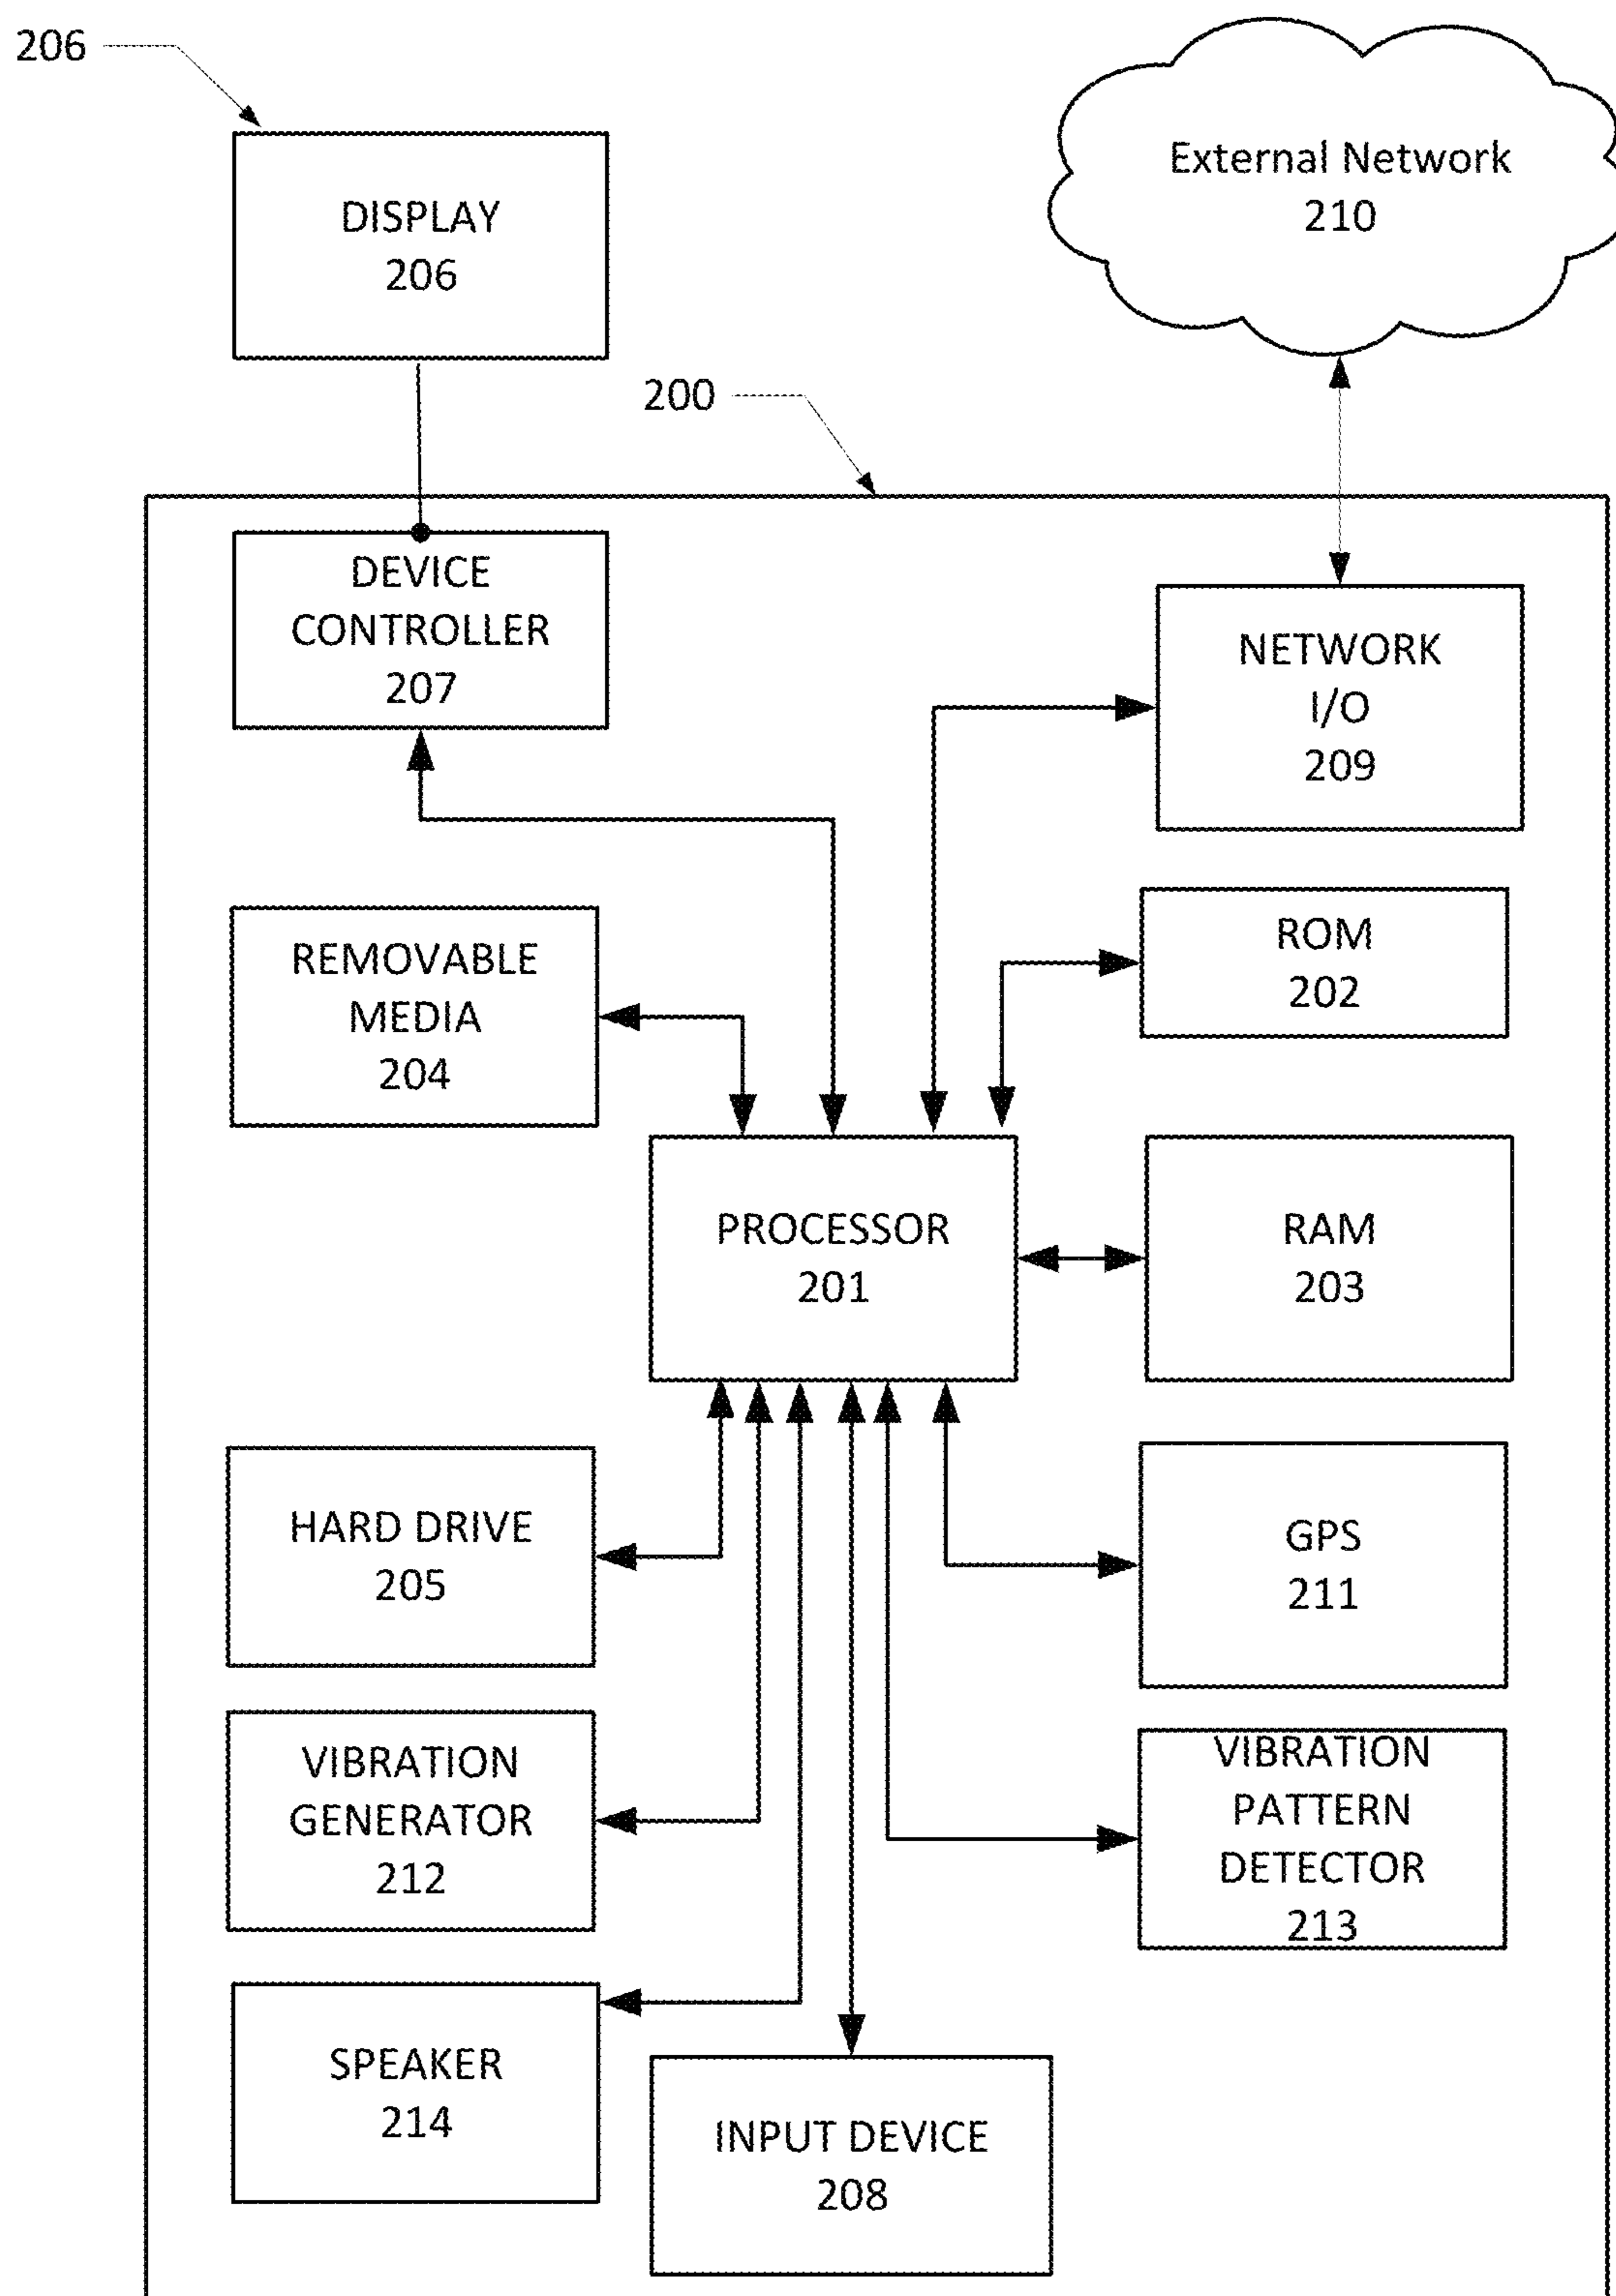 206
DISPLAY
206
External Network
210
200
DEVICE
CONTROLLER
207
NETWORK
I/O
209
REMOVABLE
MEDIA
204
ROM
202
PROCESSOR
201
RAM
203
HARD DRIVE
205
GPS
211
VIBRATION
GENERATOR
212
VIBRATION
PATTERN
DETECTOR
213
SPEAKER
214
INPUT DEVICE
208